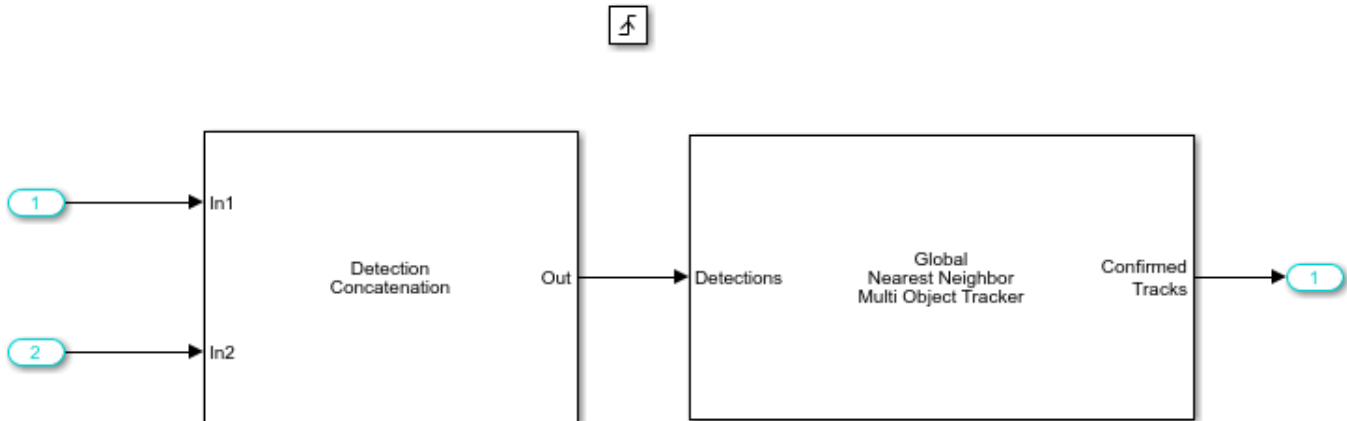 1
In1
Detection
Concatenation
Out
2
In2
Detections
Global
Nearest Neighbor
Multi Object Tracker
Confirmed
Tracks
1